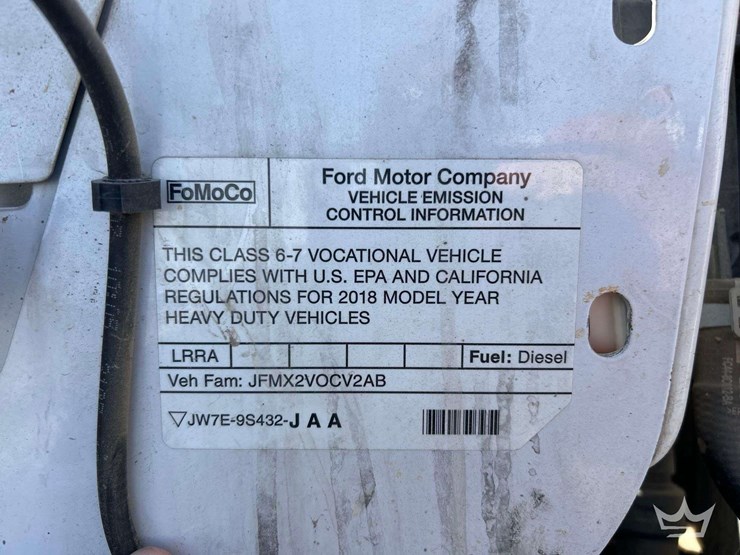 FoMoCo
Ford Motor Company
VEHICLE EMISSION
CONTROL INFORMATION
THIS CLASS 6-7 VOCATIONAL VEHICLE
COMPLIES WITH U.S. EPA AND CALIFORNIA
REGULATIONS FOR 2018 MODEL YEAR
HEAVY DUTY VEHICLES
LRRA Fuel: Diesel
Veh Fam: JFMX2VOCV2AB
JW7E-9S432-JAA